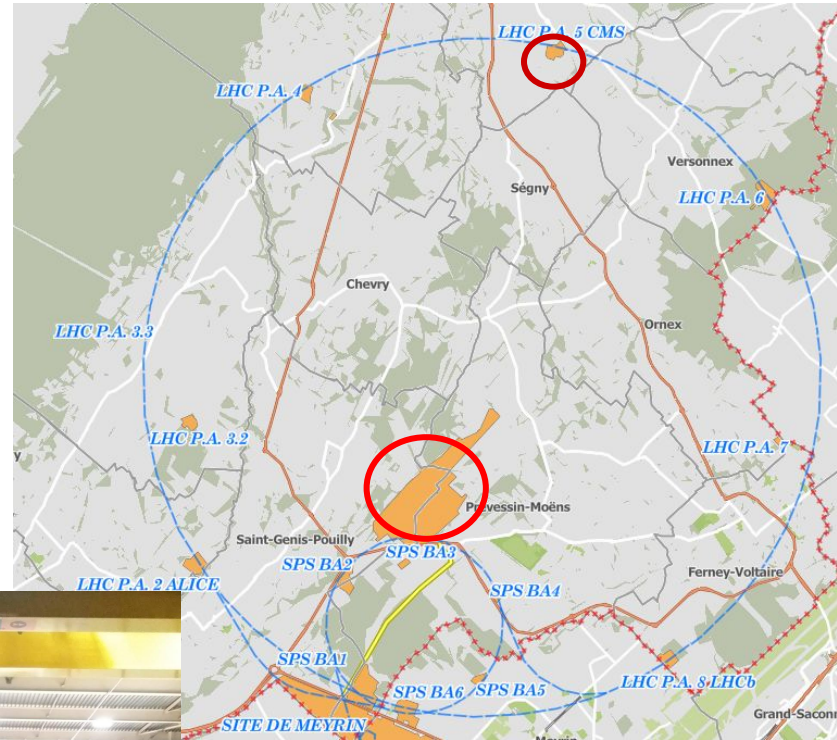 LHC P.A. 5 CMS
LHC P.A. 4
Versonnex
Ségny
LHC P.A. 6
Chevry
LHC P.A. 3.3
Ornex
LHC P.A. 3.2
LHC P.A. 7
Prévessin-Moëns
Saint-Genis-Pouilly
SPS BA3
SPS BA2
LHC P.A. 2 ALICE
SPS BA4
Ferney-Voltaire
SPS BA1
SPS BA6
SPS BA5
LHC P.A. 8 LHCb
SITE DE MEYRIN